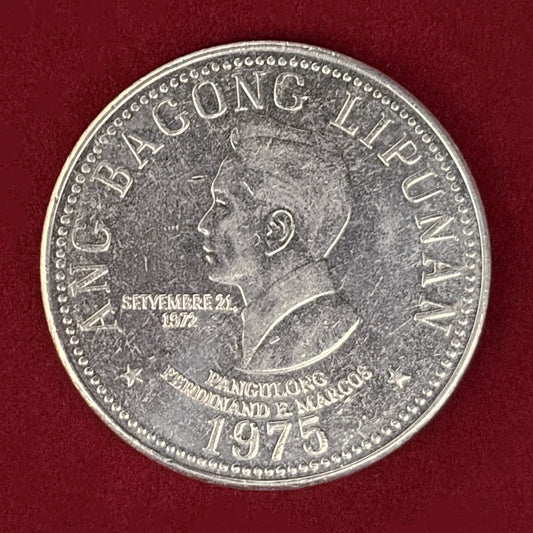 ANG BAGONG LIPUNAN
SETYEMBRE 21,
1972
PANGULONG
FERDINAND E. MARCOS
1975